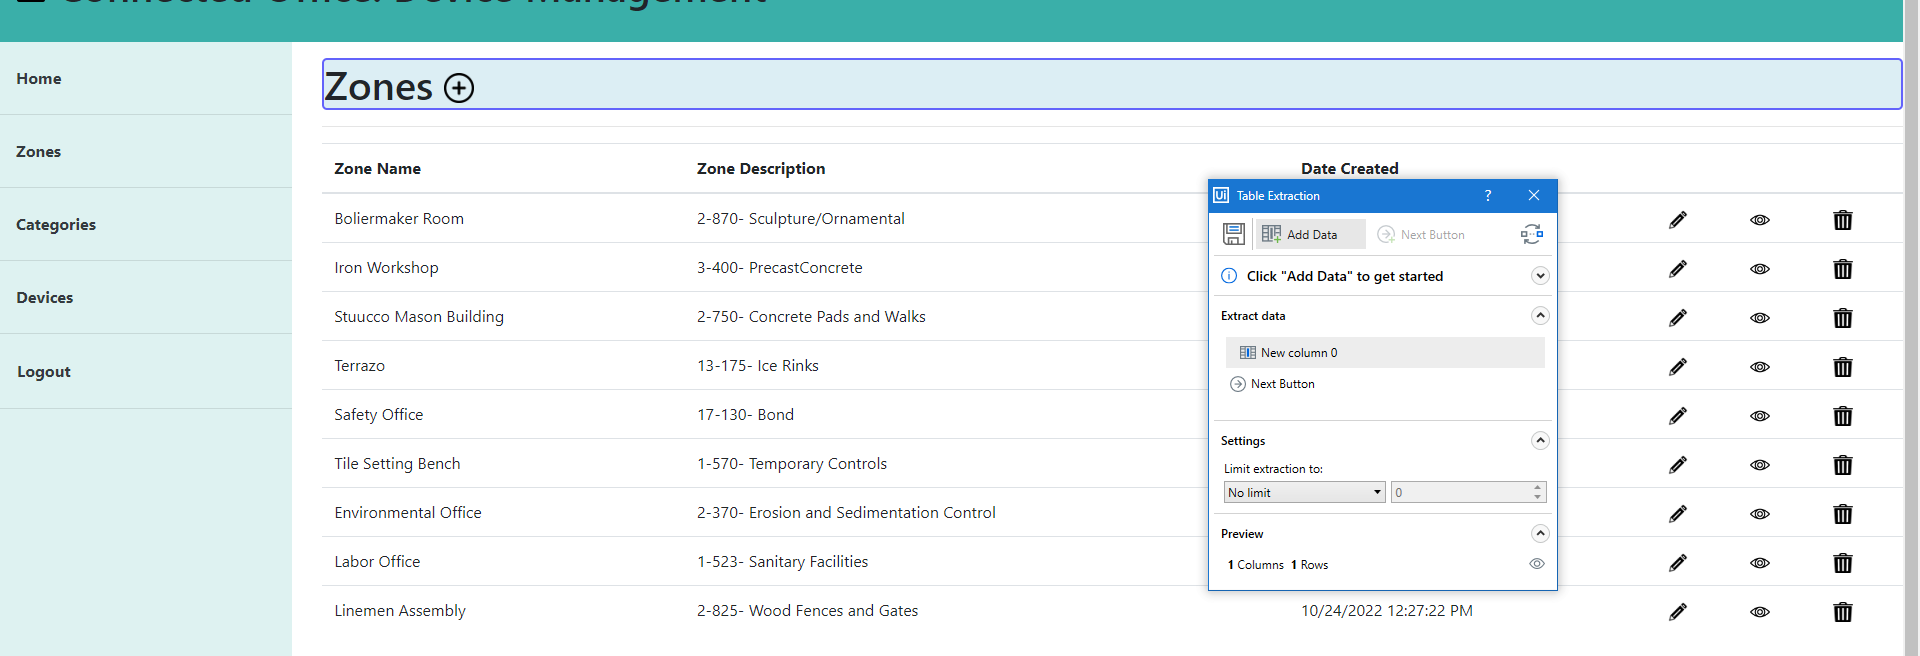 Connected Office: Device Management
Home
Zones
Categories
Devices
Logout
Zones
Zone Name Zone Description Date Created
Boliermaker Room 2-870- Sculpture/Ornamental
Iron Workshop 3-400- PrecastConcrete
Stuucco Mason Building 2-750- Concrete Pads and Walks
Terrazo 13-175- Ice Rinks
Safety Office 17-130- Bond
Tile Setting Bench 1-570- Temporary Controls
Environmental Office 2-370- Erosion and Sedimentation Control
Labor Office 1-523- Sanitary Facilities
Linemen Assembly 2-825- Wood Fences and Gates 10/24/2022 12:27:22 PM
Ui Table Extraction ?
Add Data Next Button
Click "Add Data" to get started
Extract data
New column 0
Next Button
Settings
Limit extraction to:
No limit 0
Preview
1 Columns 1 Rows